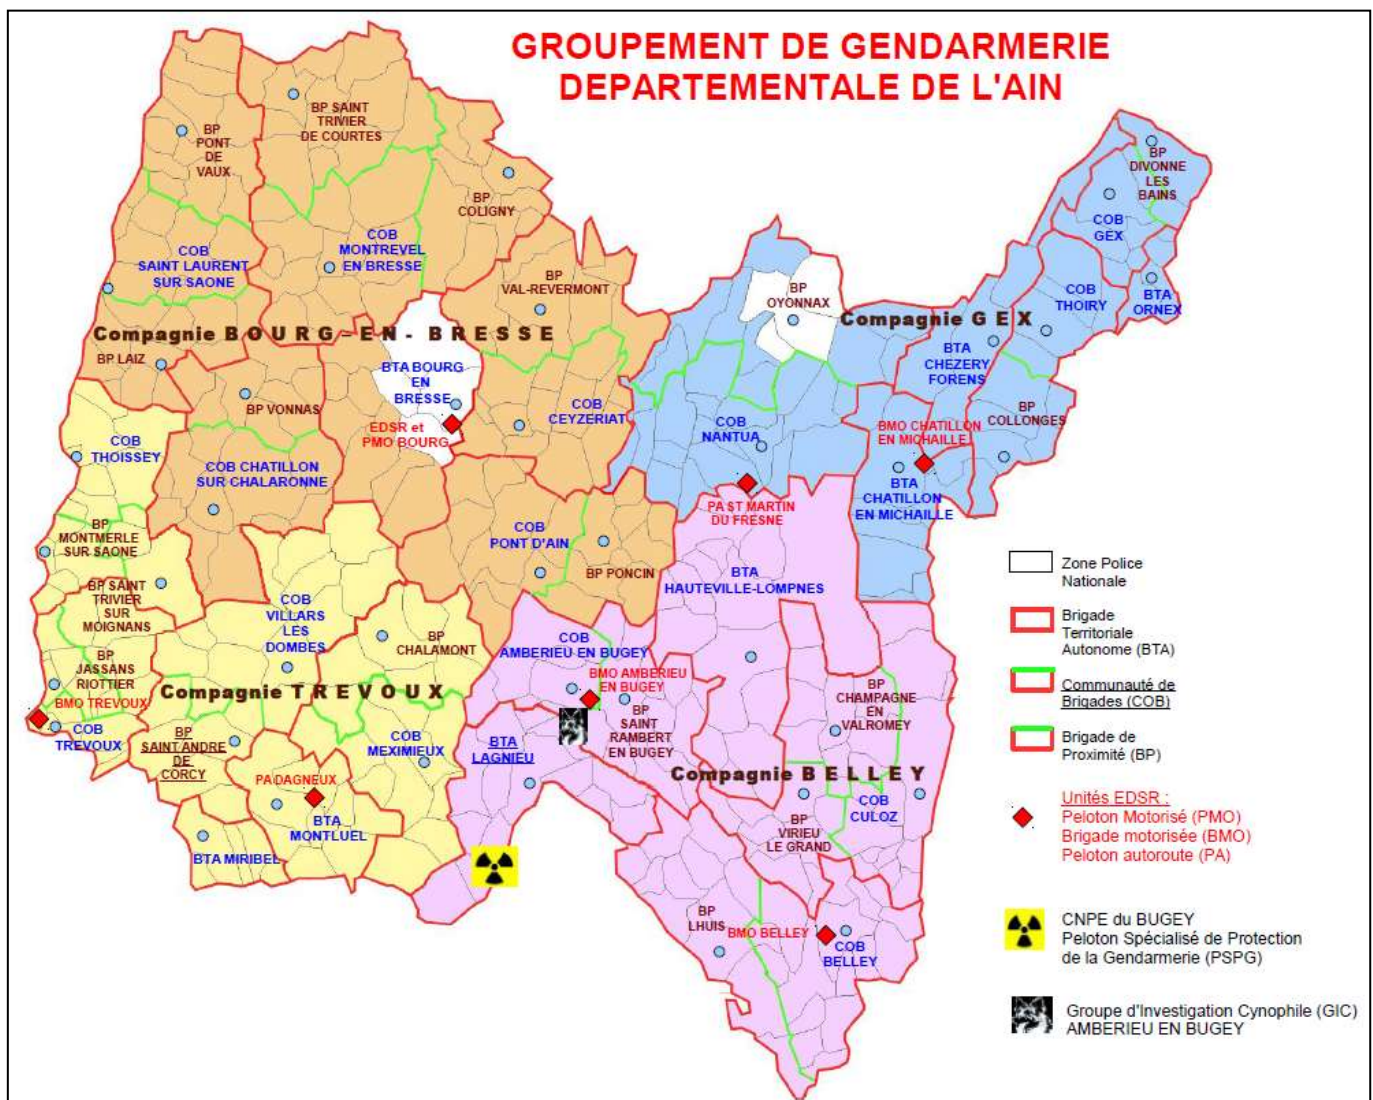 GROUPEMENT DE GENDARMERIE
DEPARTEMENTALE DE L'AIN
BP
PONT
DE
VAUX
BP SAINT
TRIVIER
DE COURTES
BP
COLIGNY
COB
SAINT LAURENT
SUR SAONE
COB
MONTREVEL
EN BRESSE
BP
VAL-REVERMONT
BP
OYONNAX
BP
DIVONNE
LES
BAINS
COB
GEX
COB
THOIRY
BTA
ORNEX
Compagnie BOURG-EN-BRESSE
Compagnie GEX
BP LAIZ
BTA BOURG
EN
BRESSE
BP VONNAS
EDSR et
PMO BOURG
COB
CEYZERIAT
COB
NANTUA
BTA
CHEZERY
FORENS
BP
COLLONGES
BMO CHATILLON
EN MICHAILLE
BTA
CHATILLON
EN MICHAILLE
COB
THOISSEY
COB CHATILLON
SUR CHALARONNE
PA ST MARTIN
DU FRESNE
BP
MONTMERLE
SUR SAONE
COB
PONT D'AIN
BP PONCIN
BTA
HAUTEVILLE-LOMPNES
BP SAINT
TRIVIER
SUR
MOIGNANS
COB
VILLARS
LES
DOMBES
BP
CHALAMONT
COB
AMBERIEU EN BUGEY
BP
JASSANS
RIOTTIER
BMO TREVOUX
Compagnie TREVOUX
BMO AMBERIEU
EN BUGEY
BP
SAINT
RAMBERT
EN BUGEY
BP
CHAMPAGNE
EN
VALROMEY
COB
TREVOUX
BP
SAINT ANDRE
DE
CORCY
COB
MEXIMIEUX
BTA
LAGNIEU
Compagnie BELLEY
PA DAGNEUX
BTA
MONTLUEL
BTA MIRIBEL
COB
CULOZ
BP
VIRIEU
LE GRAND
BP
LHUIS
BMO BELLEY
COB
BELLEY
Zone Police
Nationale
Brigade
Territoriale
Autonome (BTA)
Communauté de
Brigades (COB)
Brigade de
Proximité (BP)
Unités EDSR :
Peloton Motorisé (PMO)
Brigade motorisée (BMO)
Peloton autoroute (PA)
CNPE du BUGEY
Peloton Spécialisé de Protection
de la Gendarmerie (PSPG)
Groupe d'Investigation Cynophile (GIC)
AMBERIEU EN BUGEY